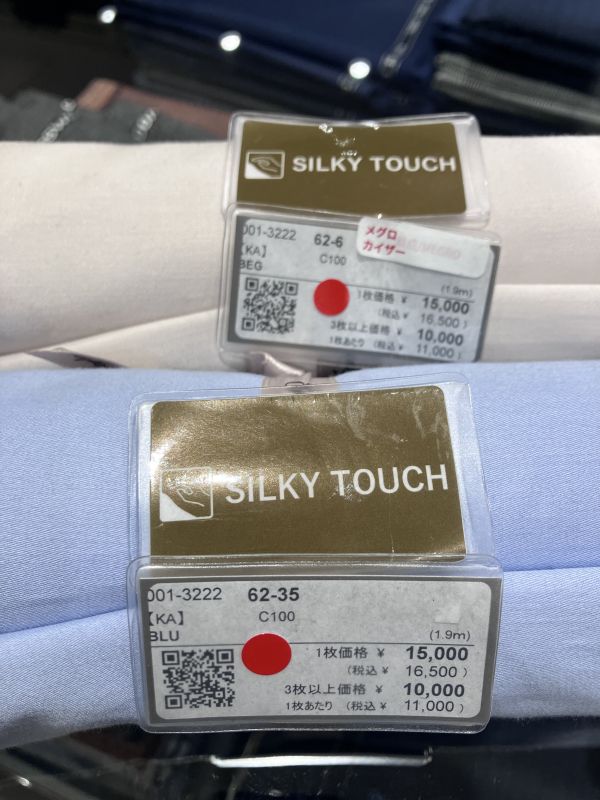 SILKY TOUCH
001-3222 62-6
メグロ
カイザー
【KA】 C100
BEG
(1.9m)
1枚価格 ¥ 15,000
(税込 ¥ 16,500 )
3枚以上価格 ¥ 10,000
1枚あたり (税込 ¥ 11,000 )
SILKY TOUCH
001-3222 62-35
【KA】 C100
BLU
(1.9m)
1枚価格 ¥ 15,000
(税込 ¥ 16,500 )
3枚以上価格 ¥ 10,000
1枚あたり (税込 ¥ 11,000 )